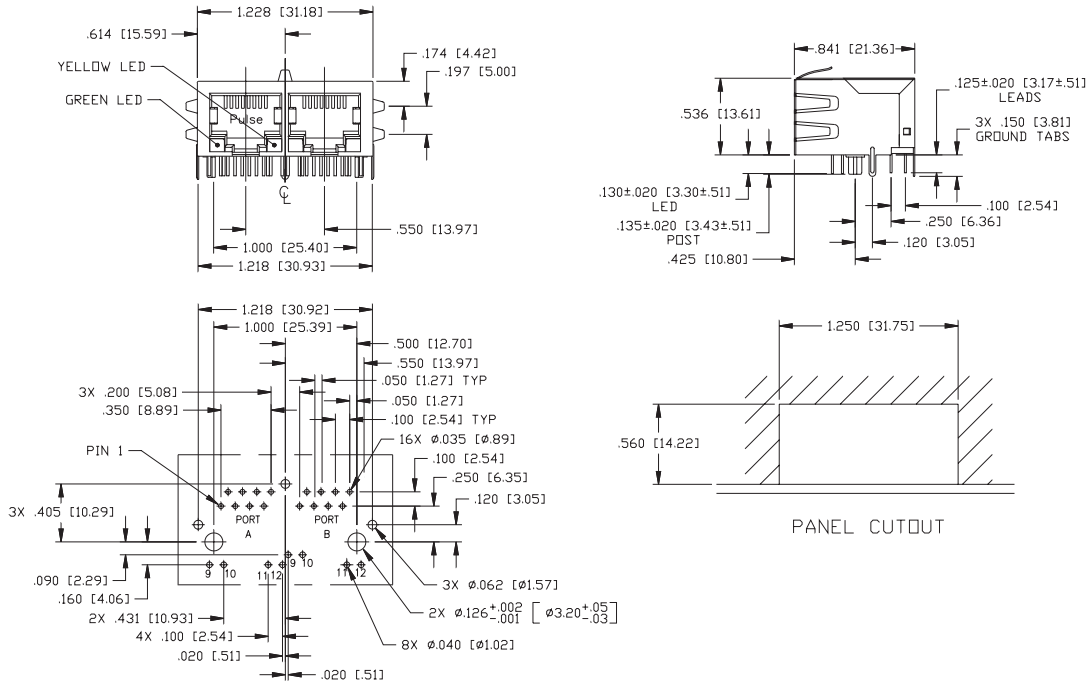 1.228 [31.18]
.614 [15.59]
.174 [4.42]
YELLOW LED
.197 [5.00]
GREEN LED
Pulse
CL
.550 [13.97]
1.000 [25.40]
1.218 [30.93]
.841 [21.36]
.125±.020 [3.17±.51]
LEADS
.536 [13.61]
3X .150 [3.81]
GROUND TABS
.130±.020 [3.30±.51]
LED
.100 [2.54]
.135±.020 [3.43±.51]
POST
.250 [6.36]
.120 [3.05]
.425 [10.80]
1.218 [30.92]
1.000 [25.39]
.500 [12.70]
.550 [13.97]
.050 [1.27] TYP
3X .200 [5.08]
.050 [1.27]
.350 [8.89]
.100 [2.54] TYP
16X ø.035 [ø.89]
PIN 1
.100 [2.54]
.250 [6.35]
.120 [3.05]
3X .405 [10.29]
PORT
A
PORT
B
9 10
9 10 11 12 11 12
.090 [2.29]
3X ø.062 [ø1.57]
.160 [4.06]
2X ø.126+.002 -.001 [ø3.20+.05 -.03]
2X .431 [10.93]
4X .100 [2.54]
8X ø.040 [ø1.02]
.020 [.51]
.020 [.51]
1.250 [31.75]
.560 [14.22]
PANEL CUTOUT